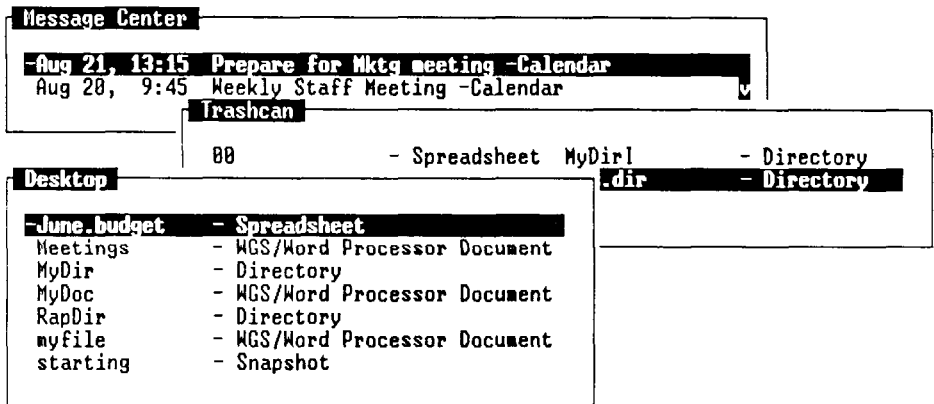 Message Center
-Aug 21, 13:15 Prepare for Mktg meeting -Calendar
Aug 20, 9:45 Weekly Staff Meeting -Calendar v
Trashcan
00 - Spreadsheet MyDir1 - Directory
.dir - Directory
Desktop
-June.budget - Spreadsheet
Meetings - WGS/Word Processor Document
MyDir - Directory
MyDoc - WGS/Word Processor Document
RapDir - Directory
myfile - WGS/Word Processor Document
starting - Snapshot